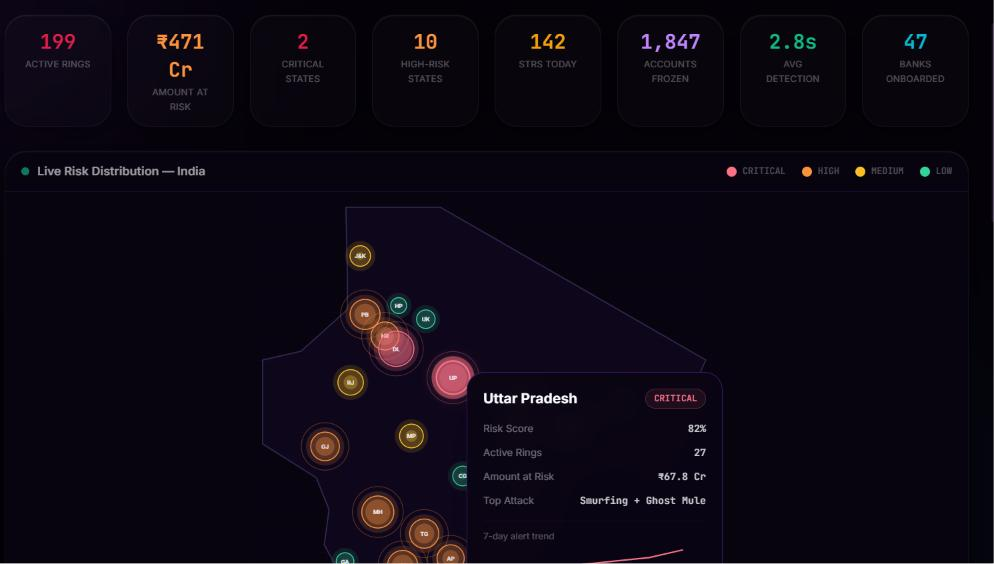 199
ACTIVE RINGS
₹471
Cr
AMOUNT AT
RISK
2
CRITICAL
STATES
10
HIGH-RISK
STATES
142
STRS TODAY
1,847
ACCOUNTS
FROZEN
2.8s
AVG
DETECTION
47
BANKS
ONBOARDED
Live Risk Distribution — India
CRITICAL
HIGH
MEDIUM
LOW
J&K
PB
HP
UK
HR
DL
RJ
UP
GJ
MP
CG
MH
TG
AP
GA
Uttar Pradesh
CRITICAL
Risk Score 82%
Active Rings 27
Amount at Risk ₹67.8 Cr
Top Attack Smurfing + Ghost Mule
7-day alert trend